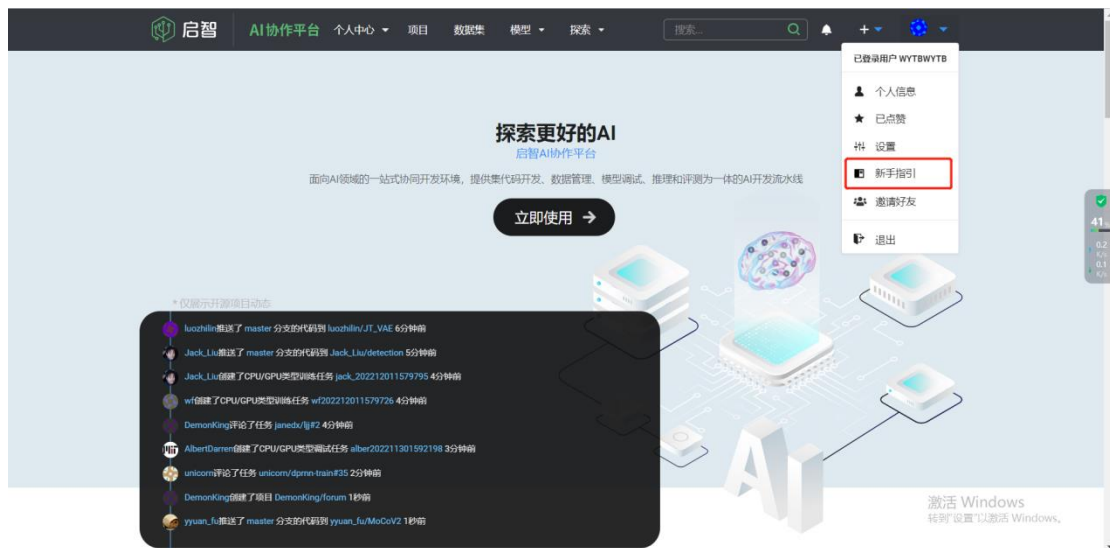 启智 AI协作平台 个人中心 项目 数据集 模型 探索 搜索... +
已登录用户 WYTBWYTB
个人信息
已点赞
设置
新手指引
邀请好友
退出
探索更好的AI
启智AI协作平台
面向AI领域的一站式协同开发环境，提供集代码开发、数据管理、模型调试、推理和评测为一体的AI开发流水线
立即使用 →
41
0.2
K/s
0.1
K/s
*仅展示开源项目动态
luozhilin推送了 master 分支的代码到 luozhilin/JT_VAE 6分钟前
Jack_Liu推送了 master 分支的代码到 Jack_Liu/detection 5分钟前
Jack_Liu创建了CPU/GPU类型训练任务 jack_202212011579795 4分钟前
wf创建了CPU/GPU类型训练任务 wf202212011579726 4分钟前
DemonKing评论了任务 janedx/ljj#2 4分钟前
AlbertDarren创建了CPU/GPU类型调试任务 alber202211301592198 3分钟前
unicorn评论了任务 unicorn/dprnn-train#35 2分钟前
DemonKing创建了项目 DemonKing/forum 1秒前
yyuan_fu推送了 master 分支的代码到 yyuan_fu/MoCoV2 1秒前
AI
激活 Windows
转到"设置"以激活 Windows。